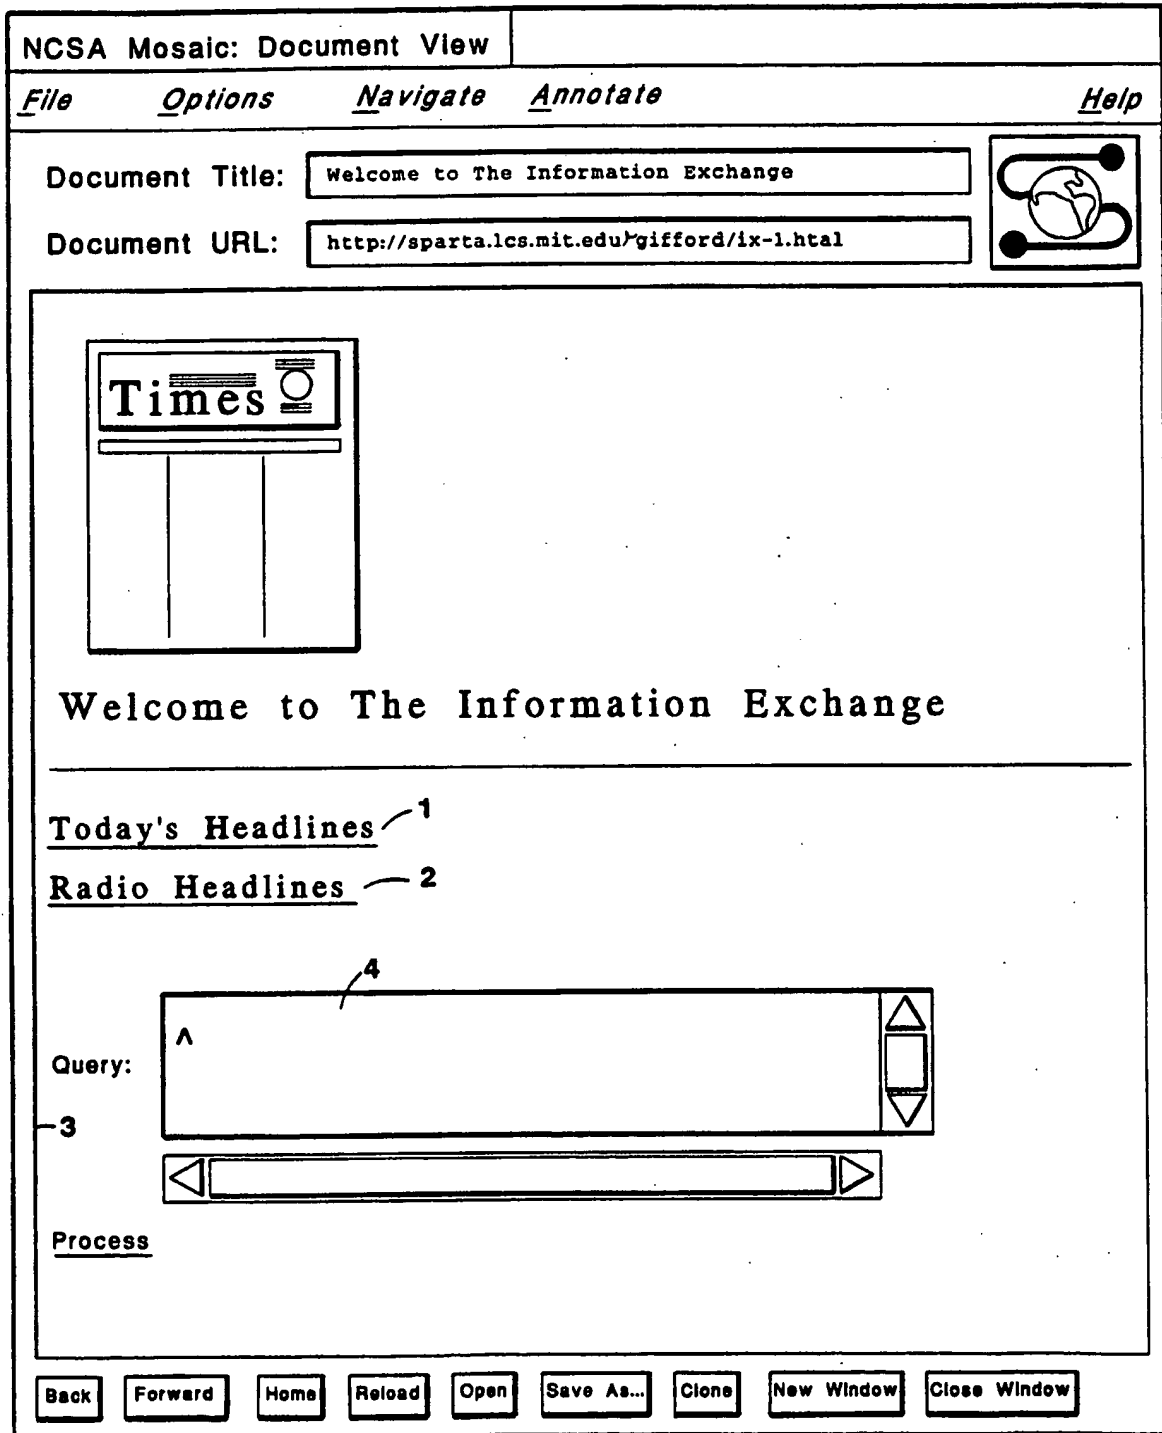 NCSA Mosaic: Document View
File Options Navigate Annotate Help
Document Title: Welcome to The Information Exchange
Document URL: http://sparta.lcs.mit.edu/~gifford/ix-1.htal
Times
Welcome to The Information Exchange
Today's Headlines 1
Radio Headlines 2
4
^
Query:
3
Process
Back Forward Home Reload Open Save As... Clone New Window Close Window